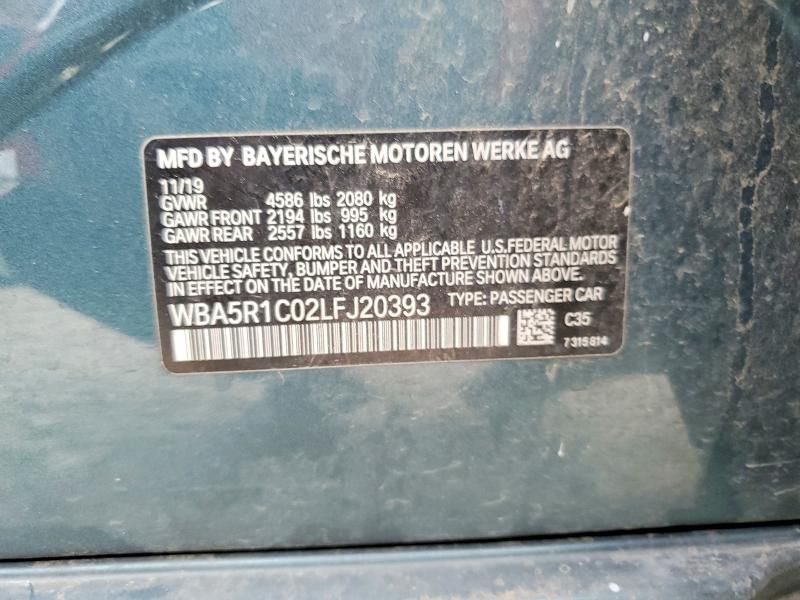 MFD BY BAYERISCHE MOTOREN WERKE AG
11/19
GVWR 4586 lbs 2080 kg
GAWR FRONT 2194 lbs 995 kg
GAWR REAR 2557 lbs 1160 kg
THIS VEHICLE CONFORMS TO ALL APPLICABLE U.S.FEDERAL MOTOR
VEHICLE SAFETY, BUMPER AND THEFT PREVENTION STANDARDS
IN EFFECT ON THE DATE OF MANUFACTURE SHOWN ABOVE.
WBA5R1C02LFJ20393 TYPE: PASSENGER CAR
C35
7315814